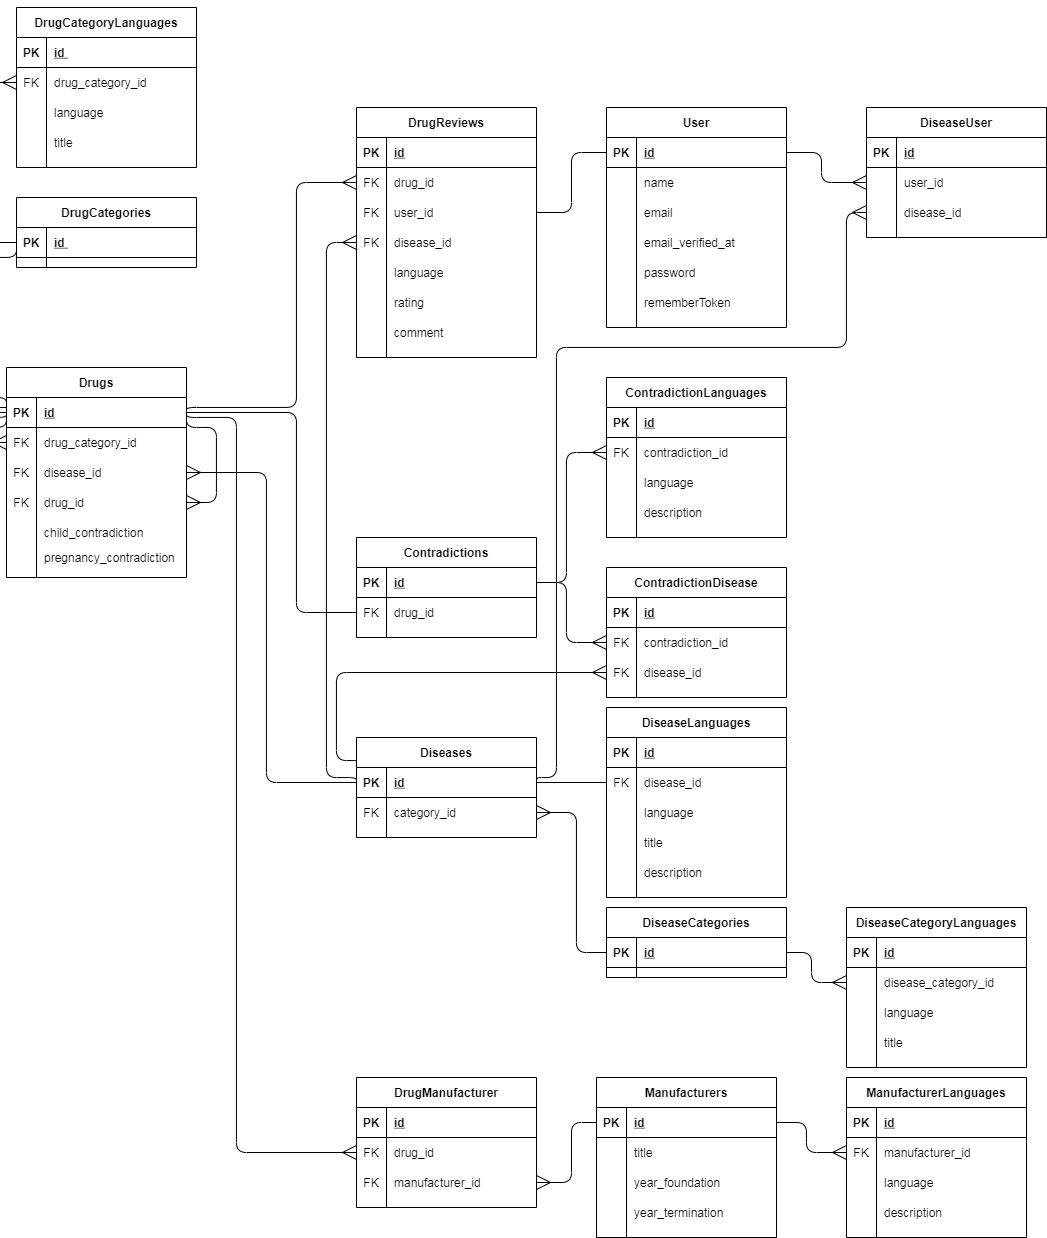 DrugCategoryLanguages
PK id
FK drug_category_id
language
title
DrugCategories
PK id
Drugs
PK id
FK drug_category_id
FK disease_id
FK drug_id
child_contradiction
pregnancy_contradiction
DrugReviews
PK id
FK drug_id
FK user_id
FK disease_id
language
rating
comment
User
PK id
name
email
email_verified_at
password
rememberToken
DiseaseUser
PK id
user_id
disease_id
ContradictionLanguages
PK id
FK contradiction_id
language
description
Contradictions
PK id
FK drug_id
ContradictionDisease
PK id
FK contradiction_id
FK disease_id
Diseases
PK id
FK category_id
DiseaseLanguages
PK id
FK disease_id
language
title
description
DiseaseCategories
PK id
DiseaseCategoryLanguages
PK id
disease_category_id
language
title
DrugManufacturer
PK id
FK drug_id
FK manufacturer_id
Manufacturers
PK id
title
year_foundation
year_termination
ManufacturerLanguages
PK id
FK manufacturer_id
language
description